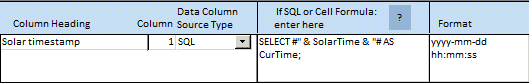 Column Heading
Column
Data Column
Source Type
If SQL or Cell Formula:
enter here
?
Format
Solar timestamp
1
SQL
SELECT #" & SolarTime & "# AS
CurTime;
yyyy-mm-dd
hh:mm:ss